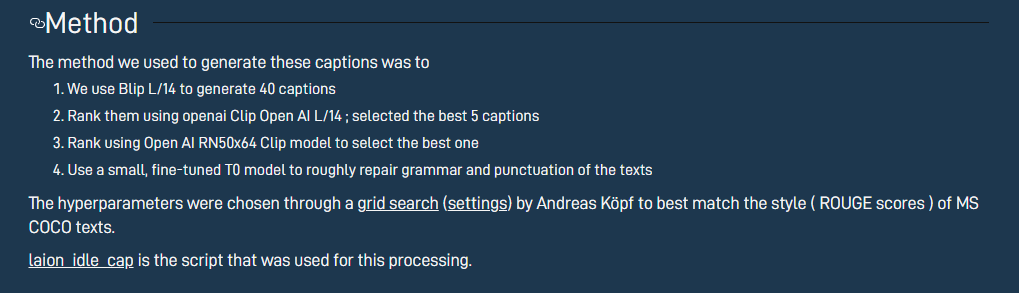 Method
The method we used to generate these captions was to
1. We use Blip L/14 to generate 40 captions
2. Rank them using openai Clip Open AI L/14 ; selected the best 5 captions
3. Rank using Open AI RN50x64 Clip model to select the best one
4. Use a small, fine-tuned T0 model to roughly repair grammar and punctuation of the texts
The hyperparameters were chosen through a grid search (settings) by Andreas Köpf to best match the style ( ROUGE scores ) of MS
COCO texts.
laion_idle_cap is the script that was used for this processing.